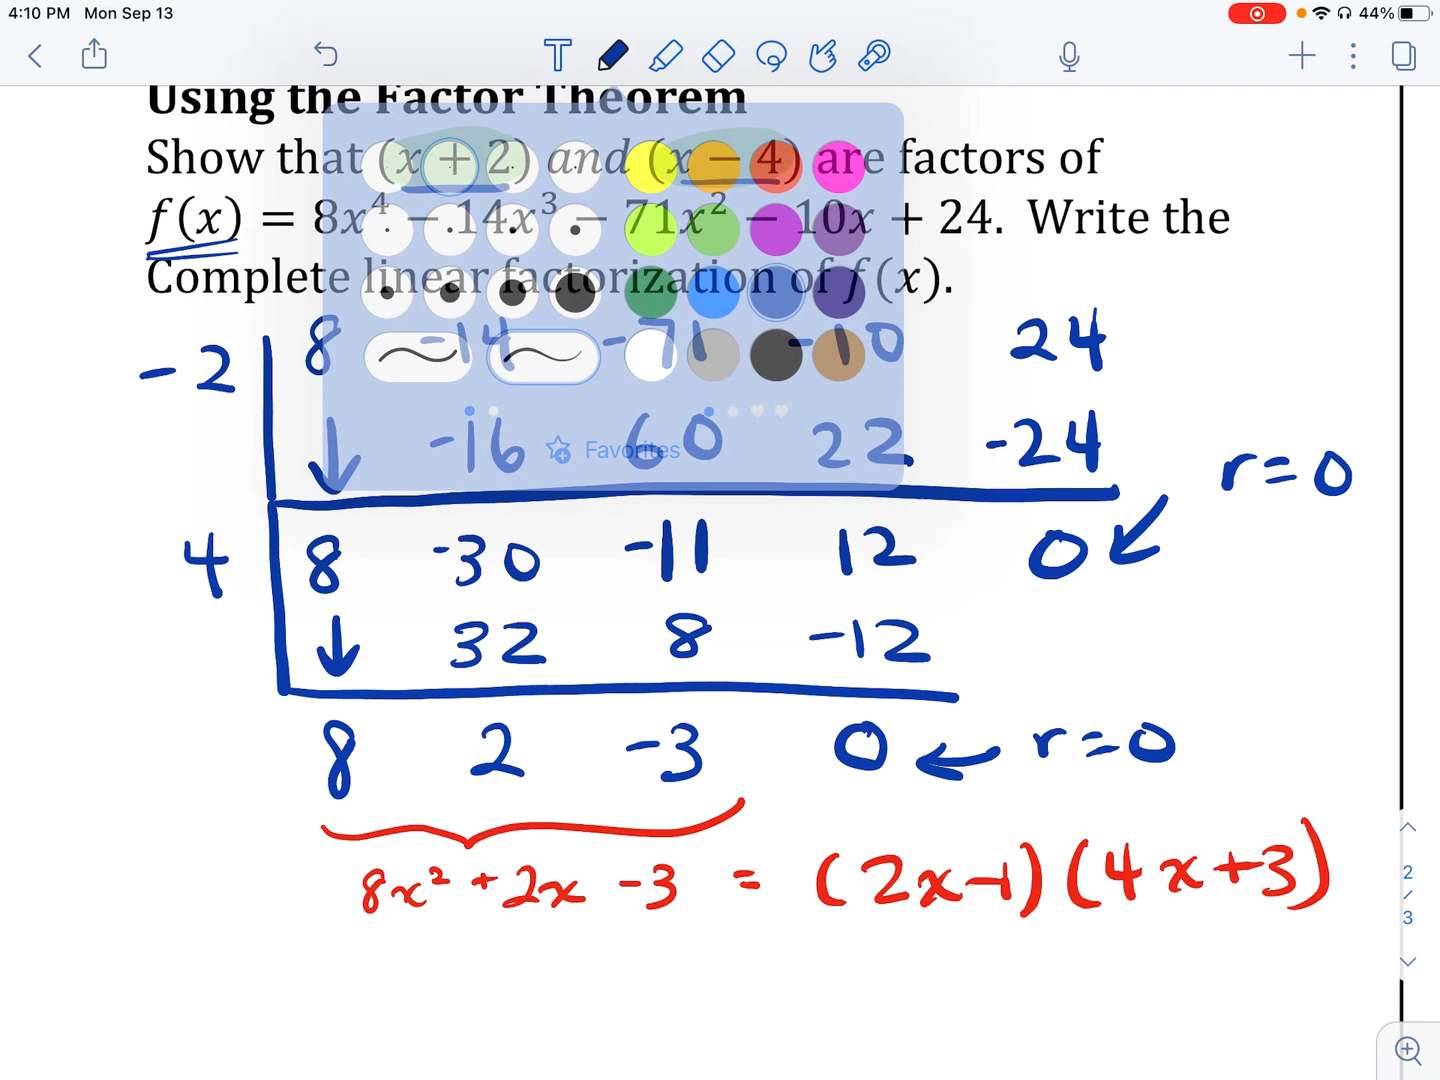 4:10 PM Mon Sep 13 44%
Using the Factor Theorem
Show that (x + 2) and (x − 4) are factors of
f(x) = 8x⁴ − 14x³ − 71x² − 10x + 24. Write the
Complete linear factorization of f(x).
-2 8 -14 -71 -10 24
-16 60 22 -24
Favorites
r=0
4 8 -30 -11 12 0
32 8 -12
8 2 -3 0 r=0
8x² + 2x - 3 = (2x-1)(4x+3)
2
3